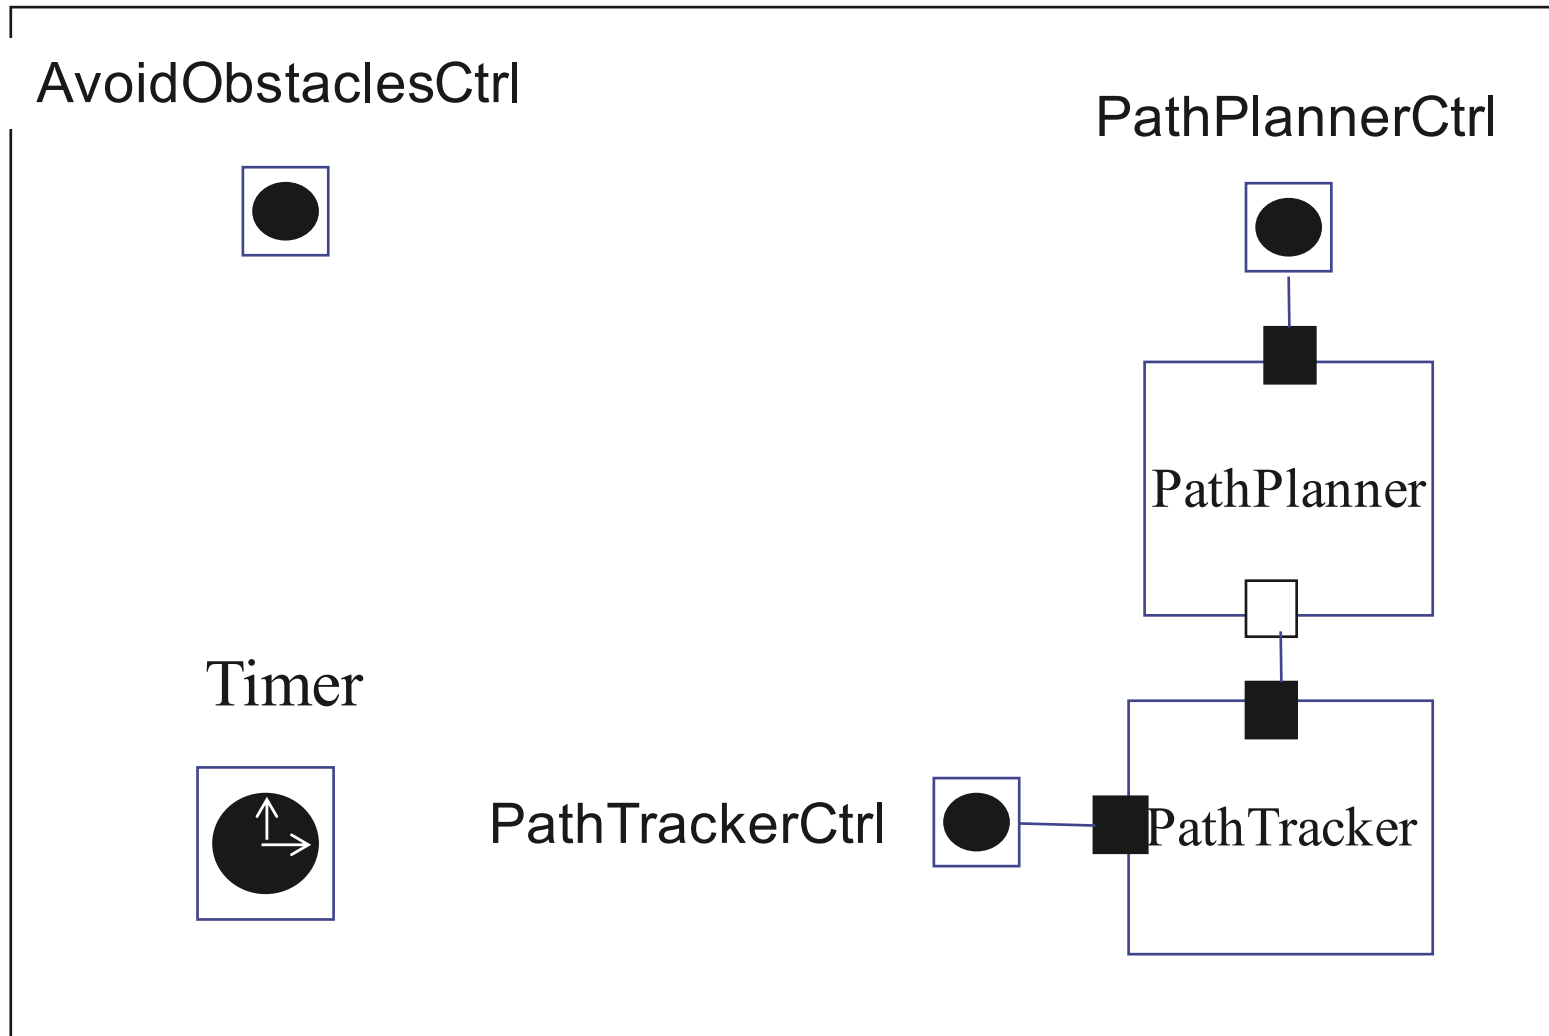 AvoidObstaclesCtrl
PathPlannerCtrl
PathPlanner
Timer
PathTrackerCtrl
PathTracker